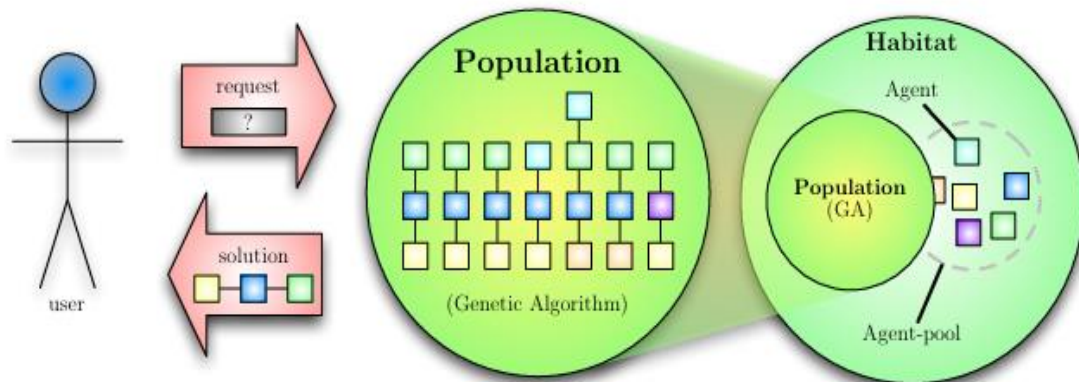 request
?
solution
user
Population
(Genetic Algorithm)
Habitat
Agent
Population
(GA)
Agent-pool